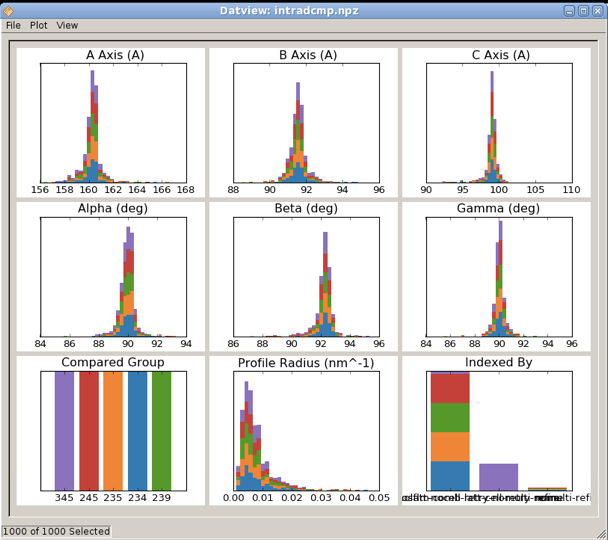 Datview: intradcmp.npz
File Plot View
A Axis (A) B Axis (A) C Axis (A)
156 158 160 162 164 166 168 88 90 92 94 96 90 95 100 105 110
Alpha (deg) Beta (deg) Gamma (deg)
84 86 88 90 92 94 86 88 90 92 94 96 84 86 88 90 92 94 96
Compared Group Profile Radius (nm^-1) Indexed By
345 245 235 234 239 0.00 0.01 0.02 0.03 0.04 0.05
1000 of 1000 Selected